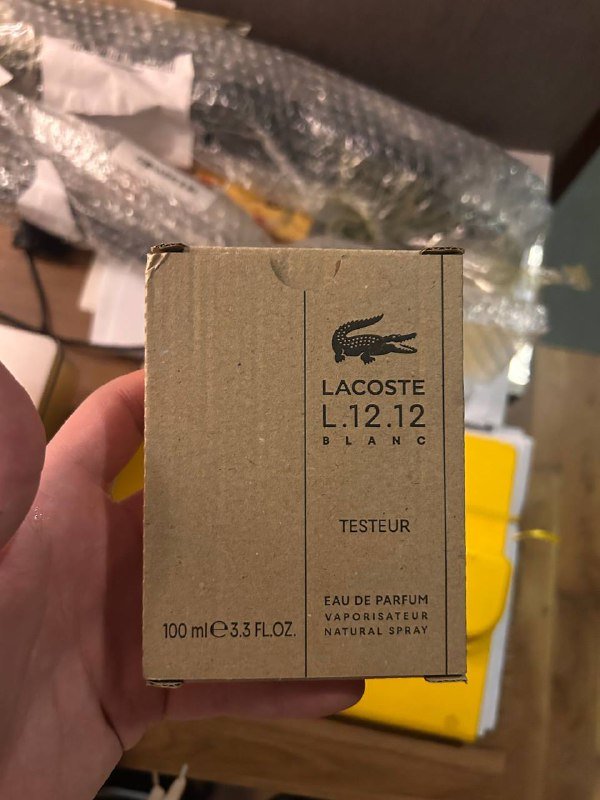 LACOSTE
L.12.12
BLANC
TESTEUR
EAU DE PARFUM
VAPORISATEUR
NATURAL SPRAY
100 ml℮3.3 FL.OZ.